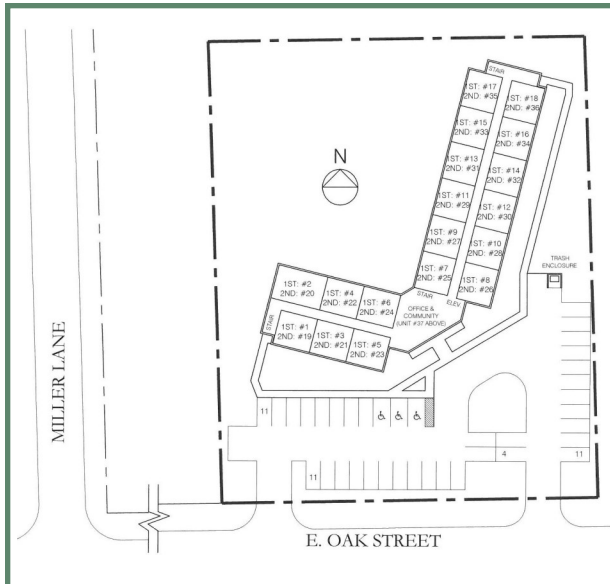 STAIR
1ST: #17
2ND: #35
1ST: #18
2ND: #36
1ST: #15
2ND: #33
1ST: #16
2ND: #34
1ST: #13
2ND: #31
1ST: #14
2ND: #32
N
1ST: #11
2ND: #29
1ST: #12
2ND: #30
1ST: #9
2ND: #27
1ST: #10
2ND: #28
1ST: #7
2ND: #25
1ST: #8
2ND: #26
TRASH
ENCLOSURE
STAIR
ELEV.
1ST: #2
2ND: #20
1ST: #4
2ND: #22
1ST: #6
2ND: #24
OFFICE &
COMMUNITY
(UNIT #37 ABOVE)
STAIR
1ST: #1
2ND: #19
1ST: #3
2ND: #21
1ST: #5
2ND: #23
MILLER LANE
11
11
4
11
E. OAK STREET